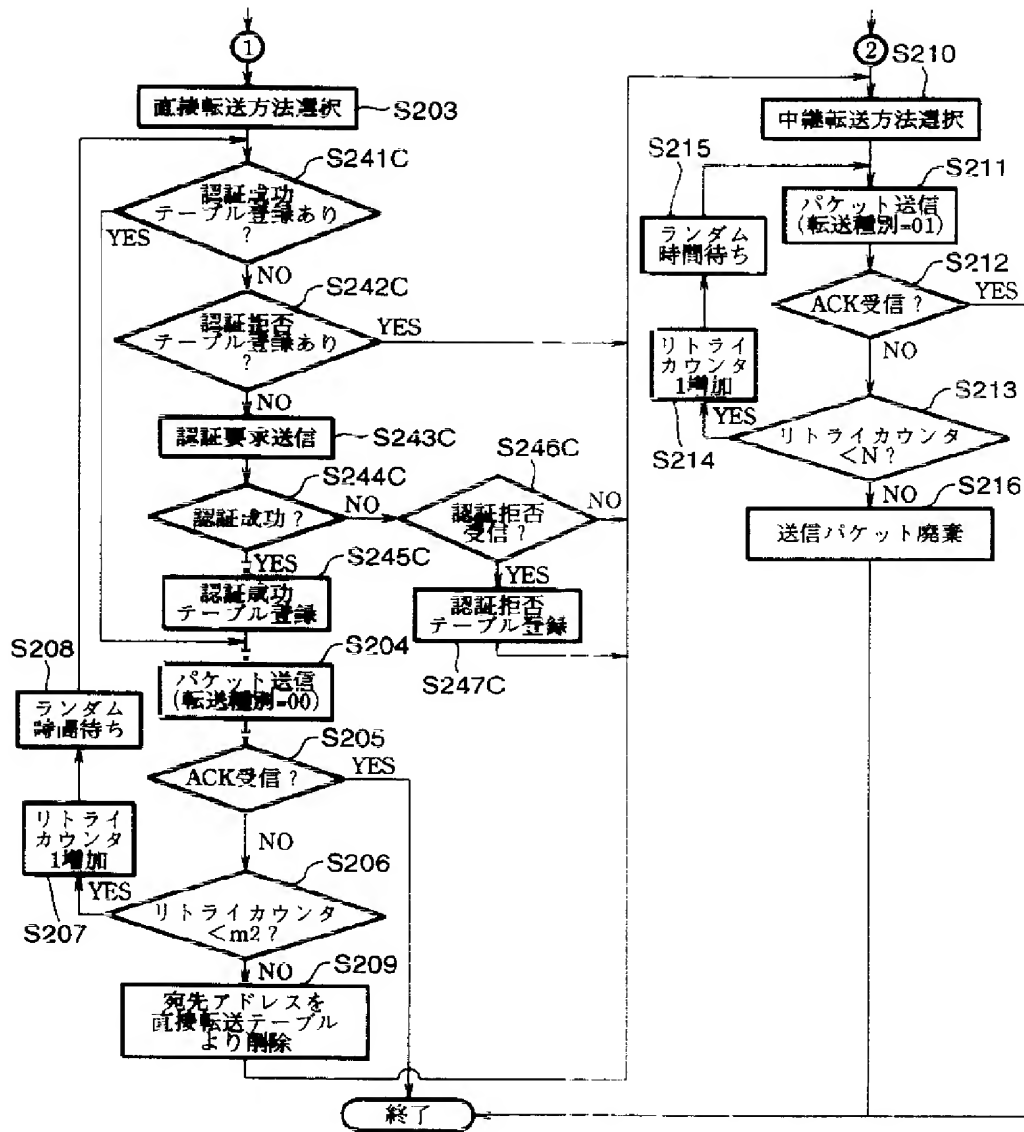 ①
直接転送方法選択
S203
S241C
認証成功
テーブル登録あり
?
YES
NO
S242C
認証拒否
テーブル登録あり
?
YES
NO
認証要求送信
S243C
S244C
認証成功?
NO
YES
S246C
認証拒否
受信?
NO
YES
S245C
認証成功
テーブル登録
認証拒否
テーブル登録
S247C
S204
パケット送信
(転送種別=00)
S208
ランダム
時間待ち
S205
ACK受信?
YES
NO
リトライ
カウンタ
1増加
S207
YES
S206
リトライカウンタ
<m2?
NO
S209
宛先アドレスを
直接転送テーブル
より削除
終了
②
S210
中継転送方法選択
S215
ランダム
時間待ち
S211
パケット送信
(転送種別=01)
S212
ACK受信?
YES
NO
リトライ
カウンタ
1増加
S214
YES
S213
リトライカウンタ
<N?
NO
S216
送信パケット廃棄